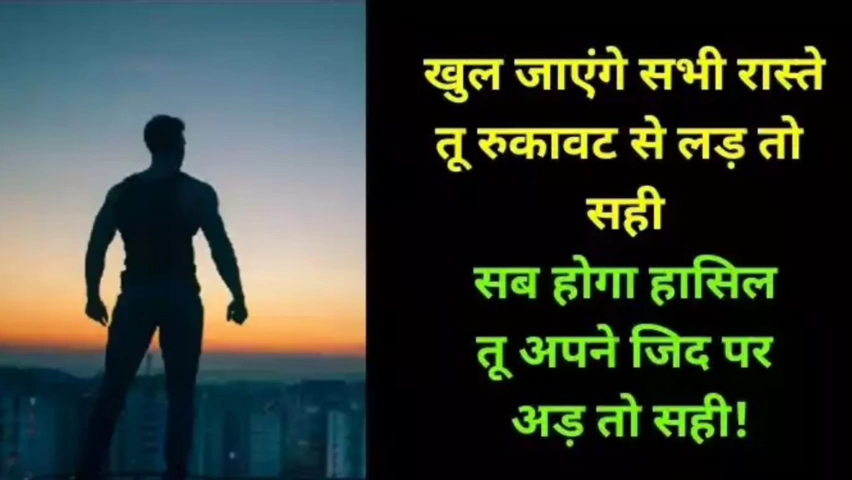 खुल जाएंगे सभी रास्ते
तू रुकावट से लड़ तो
सही
सब होगा हासिल
तू अपने जिद पर
अड़ तो सही!